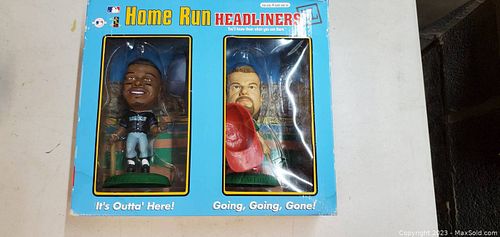 Home Run HEADLINERS
It's Outta' Here!
Going, Going, Gone!
Copyright 2023 - MaxSold.com